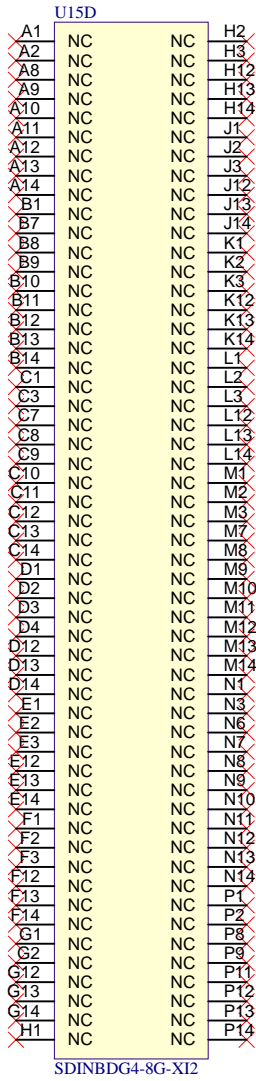 U15D
A1 NC NC H2
A2 NC NC H3
A8 NC NC H12
A9 NC NC H13
A10 NC NC H14
A11 NC NC J1
A12 NC NC J2
A13 NC NC J3
A14 NC NC J12
B1 NC NC J13
B7 NC NC J14
B8 NC NC K1
B9 NC NC K2
B10 NC NC K3
B11 NC NC K12
B12 NC NC K13
B13 NC NC K14
B14 NC NC L1
C1 NC NC L2
C3 NC NC L3
C7 NC NC L12
C8 NC NC L13
C9 NC NC L14
C10 NC NC M1
C11 NC NC M2
C12 NC NC M3
C13 NC NC M7
C14 NC NC M8
D1 NC NC M9
D2 NC NC M10
D3 NC NC M11
D4 NC NC M12
D12 NC NC M13
D13 NC NC M14
D14 NC NC N1
E1 NC NC N3
E2 NC NC N6
E3 NC NC N7
E12 NC NC N8
E13 NC NC N9
E14 NC NC N10
F1 NC NC N11
F2 NC NC N12
F3 NC NC N13
F12 NC NC N14
F13 NC NC P1
F14 NC NC P2
G1 NC NC P8
G2 NC NC P9
G12 NC NC P11
G13 NC NC P12
G14 NC NC P13
H1 NC NC P14
SDINBDG4-8G-XI2